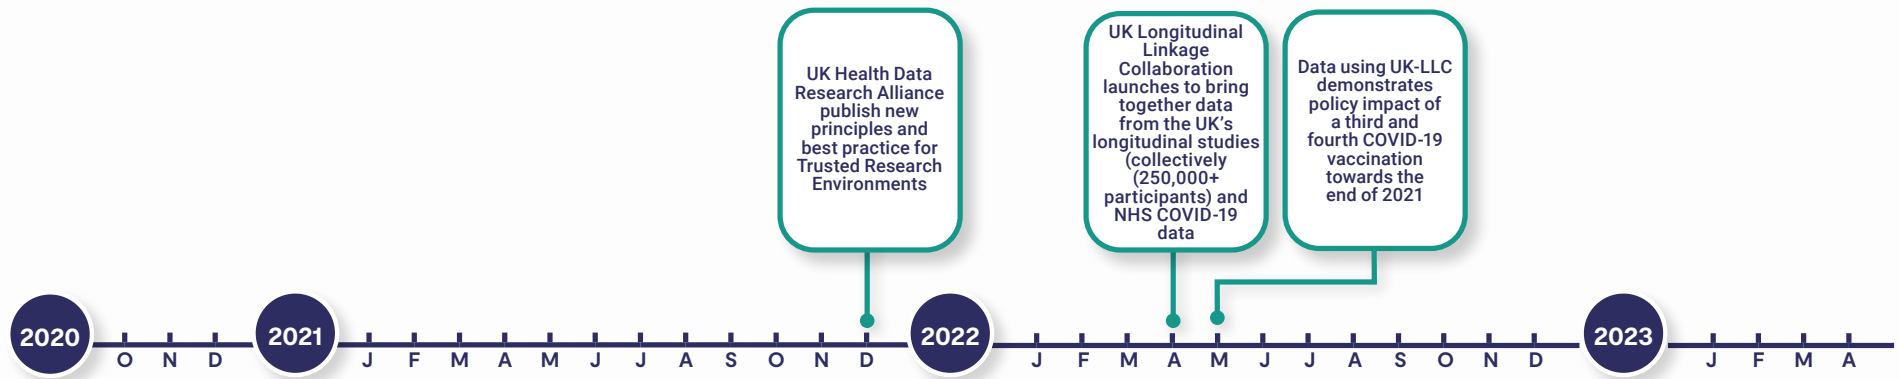 UK Health Data
Research Alliance
publish new
principles and
best practice for
Trusted Research
Environments
UK Longitudinal
Linkage
Collaboration
launches to bring
together data
from the UK's
longitudinal studies
(collectively
(250,000+
participants) and
NHS COVID-19
data
Data using UK-LLC
demonstrates
policy impact of
a third and
fourth COVID-19
vaccination
towards the
end of 2021
2020
O N D
2021
J F M A M J J A S O N D
2022
J F M A M J J A S O N D
2023
J F M A